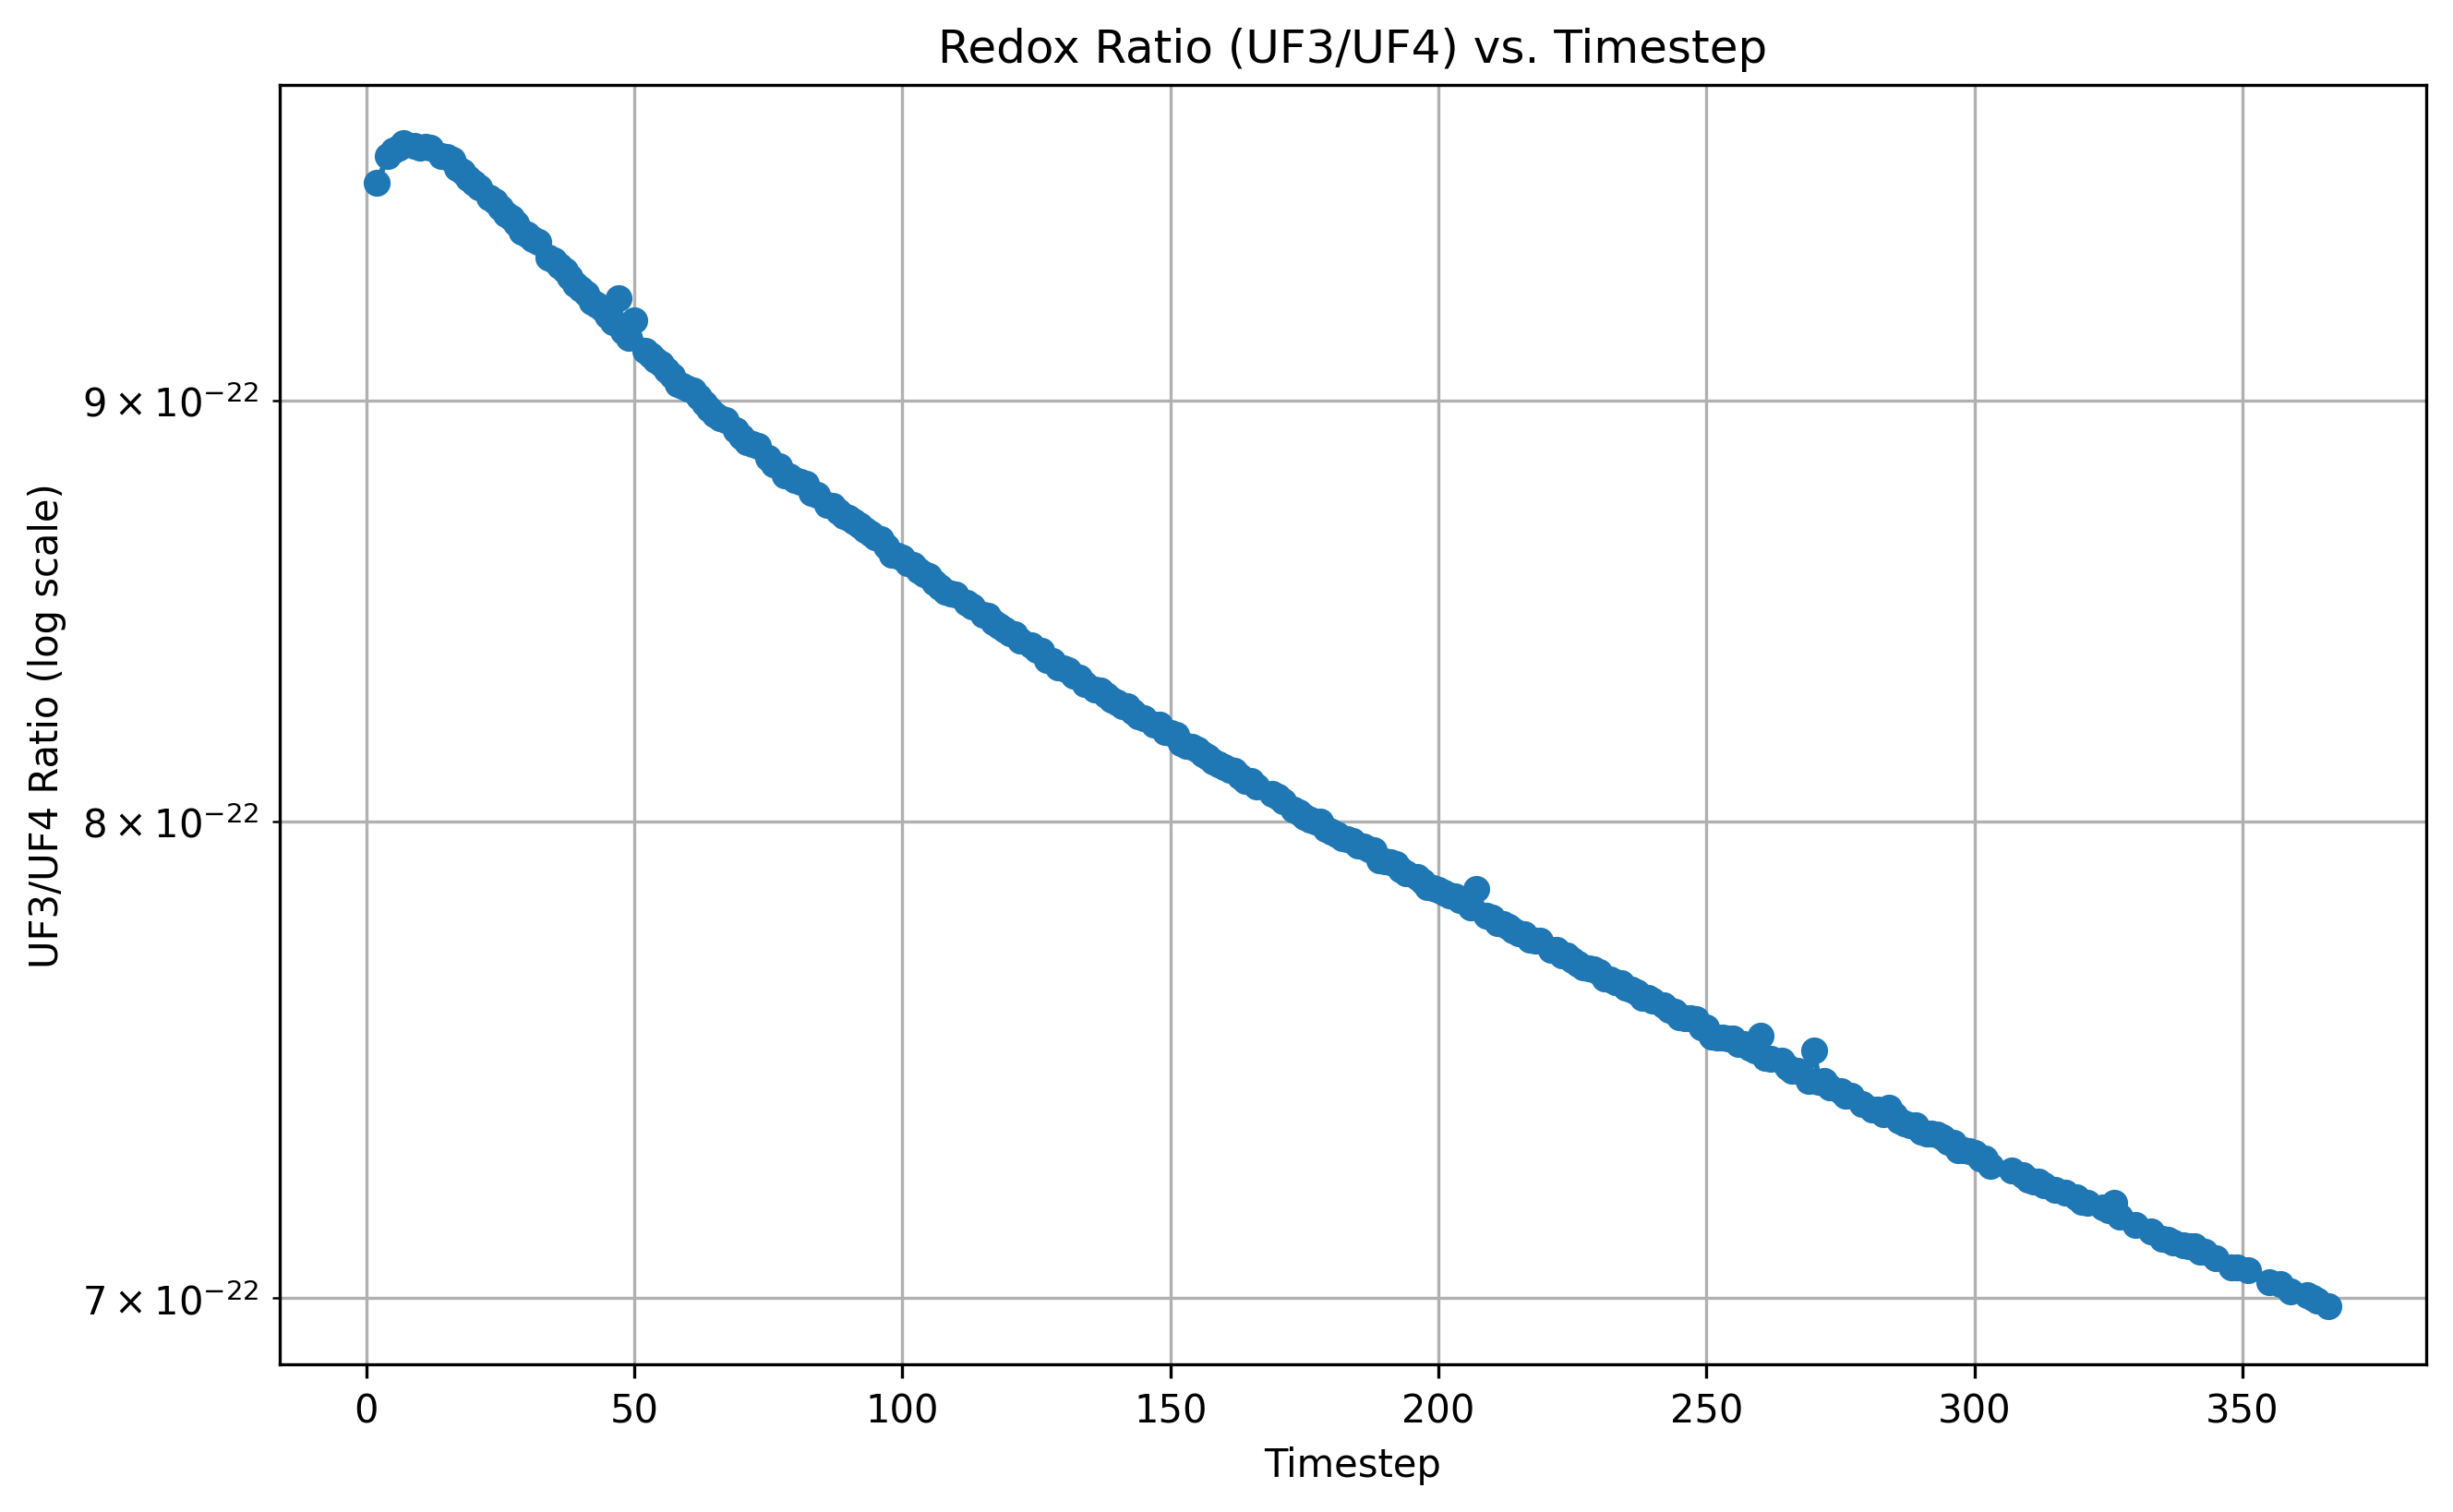 Redox Ratio (UF3/UF4) vs. Timestep
UF3/UF4 Ratio (log scale)
9 × 10⁻²²
8 × 10⁻²²
7 × 10⁻²²
0 50 100 150 200 250 300 350
Timestep